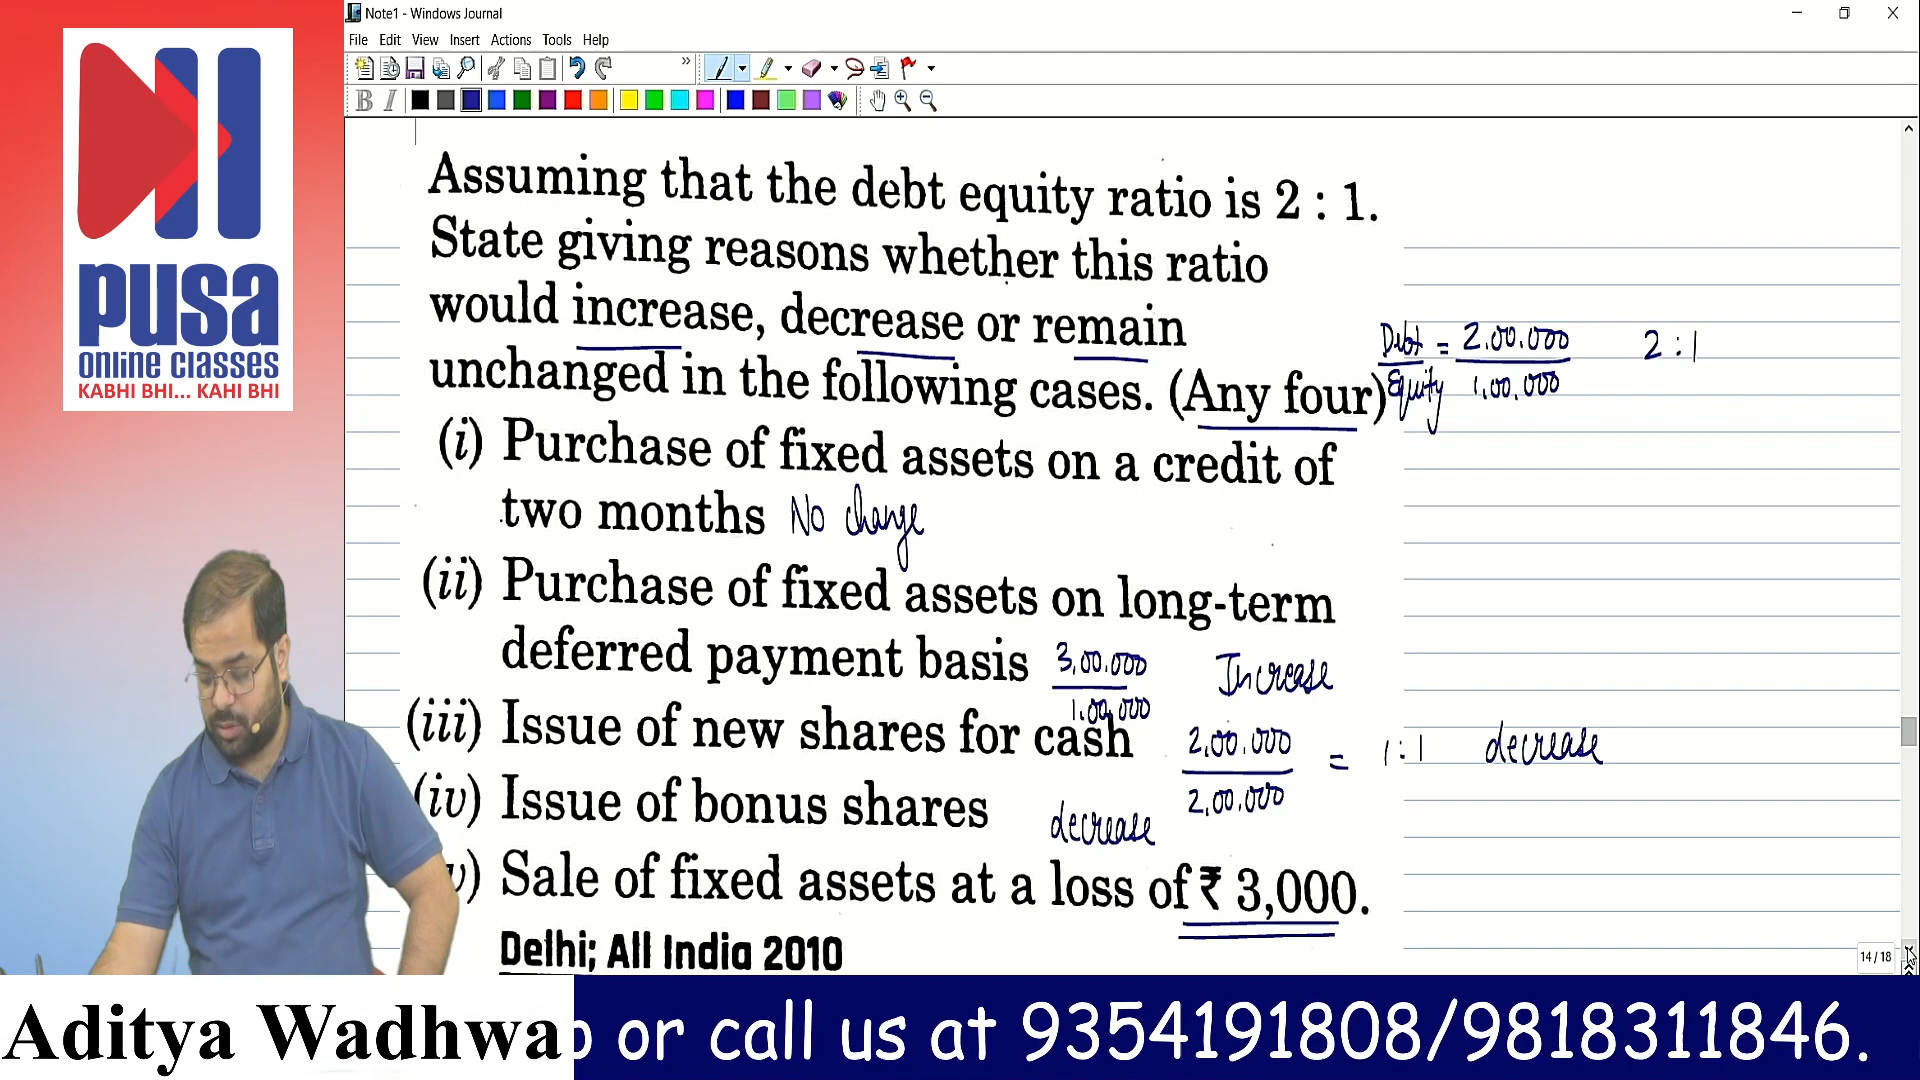 Note1 - Windows Journal
File Edit View Insert Actions Tools Help
B I
pusa
online classes
KABHI BHI... KAHI BHI
Assuming that the debt equity ratio is 2 : 1.
State giving reasons whether this ratio
would increase, decrease or remain
unchanged in the following cases. (Any four)
Debt = 2,00,000 2 : 1
Equity 1,00,000
(i) Purchase of fixed assets on a credit of
two months No change
(ii) Purchase of fixed assets on long-term
deferred payment basis 3,00,000 Increase
1,00,000
(iii) Issue of new shares for cash 2,00,000 = 1:1 decrease
2,00,000
(iv) Issue of bonus shares decrease
v) Sale of fixed assets at a loss of ₹ 3,000.
Delhi; All India 2010
14 / 18
Aditya Wadhwa
or call us at 9354191808/9818311846.